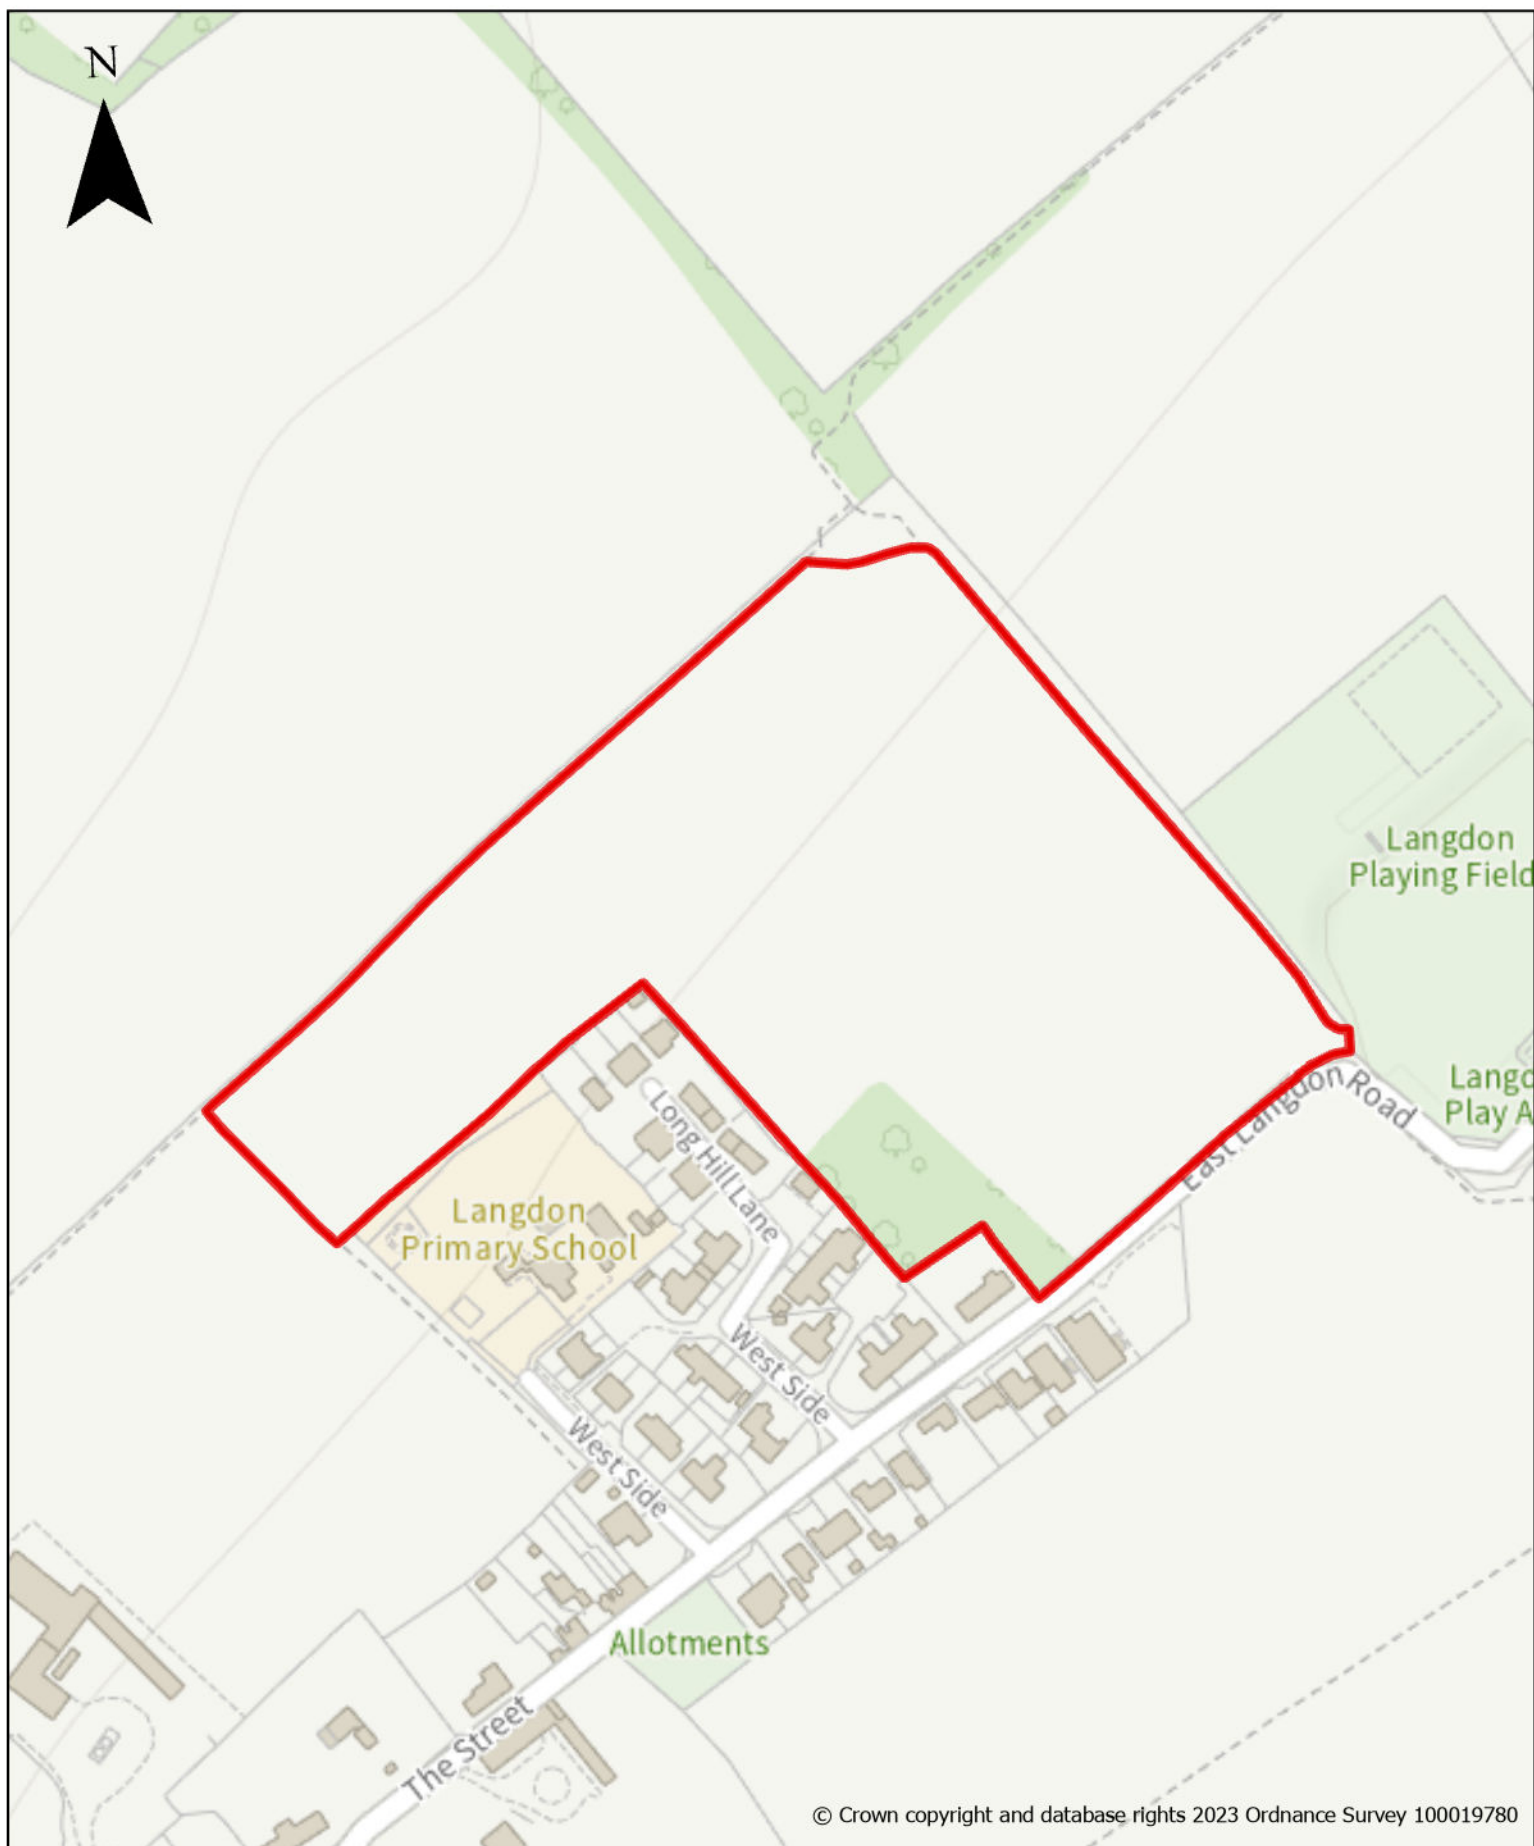 N
Langdon
Playing Field
East Langdon Road
Langd
Play A
Long Hill Lane
Langdon
Primary School
West Side
West Side
Allotments
The Street
© Crown copyright and database rights 2023 Ordnance Survey 100019780